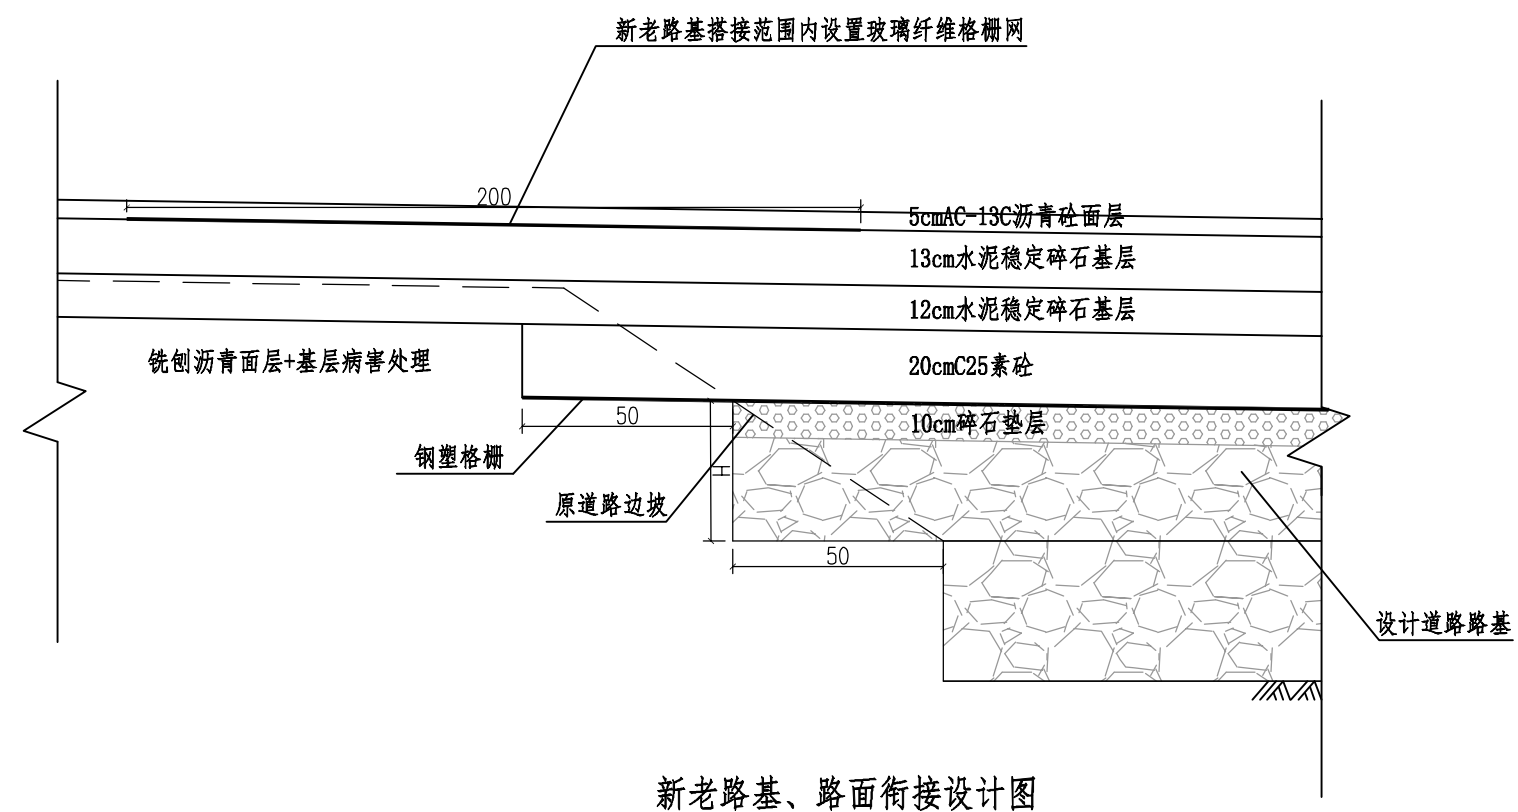 新老路基搭接范围内设置玻璃纤维格栅网
200
5cmAC-13C沥青砼面层
13cm水泥稳定碎石基层
12cm水泥稳定碎石基层
铣刨沥青面层+基层病害处理
20cmC25素砼
50
10cm碎石垫层
钢塑格栅
H
原道路边坡
50
设计道路路基
新老路基、路面衔接设计图